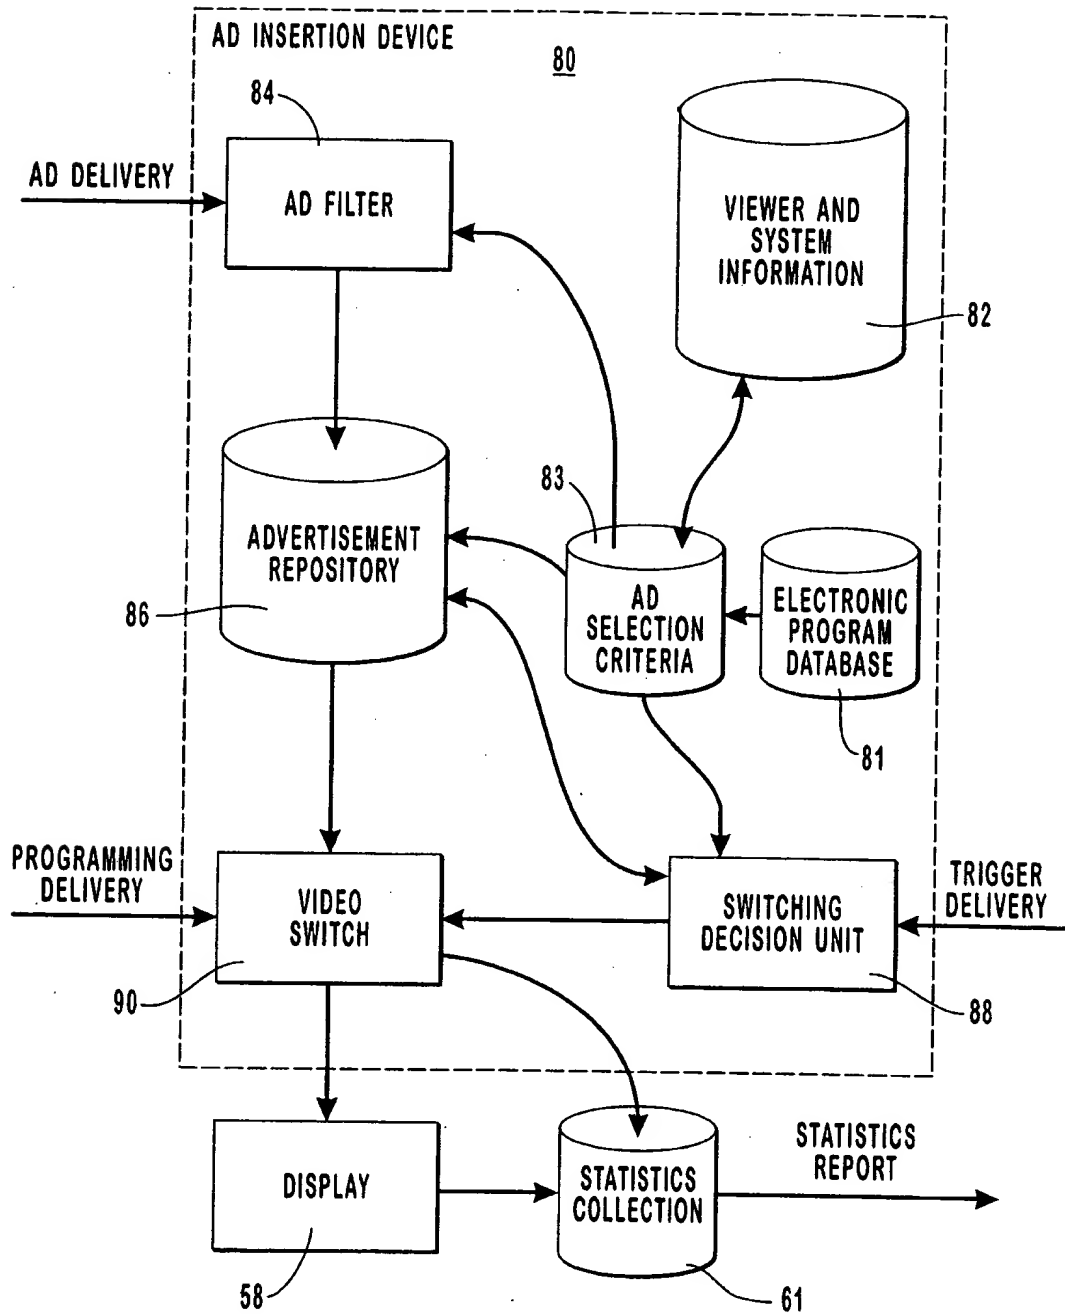 AD INSERTION DEVICE
80
84
AD DELIVERY
AD FILTER
VIEWER AND
SYSTEM
INFORMATION
82
83
ADVERTISEMENT
REPOSITORY
86
AD
SELECTION
CRITERIA
ELECTRONIC
PROGRAM
DATABASE
81
PROGRAMMING
DELIVERY
VIDEO
SWITCH
90
SWITCHING
DECISION UNIT
88
TRIGGER
DELIVERY
DISPLAY
58
STATISTICS
COLLECTION
61
STATISTICS
REPORT